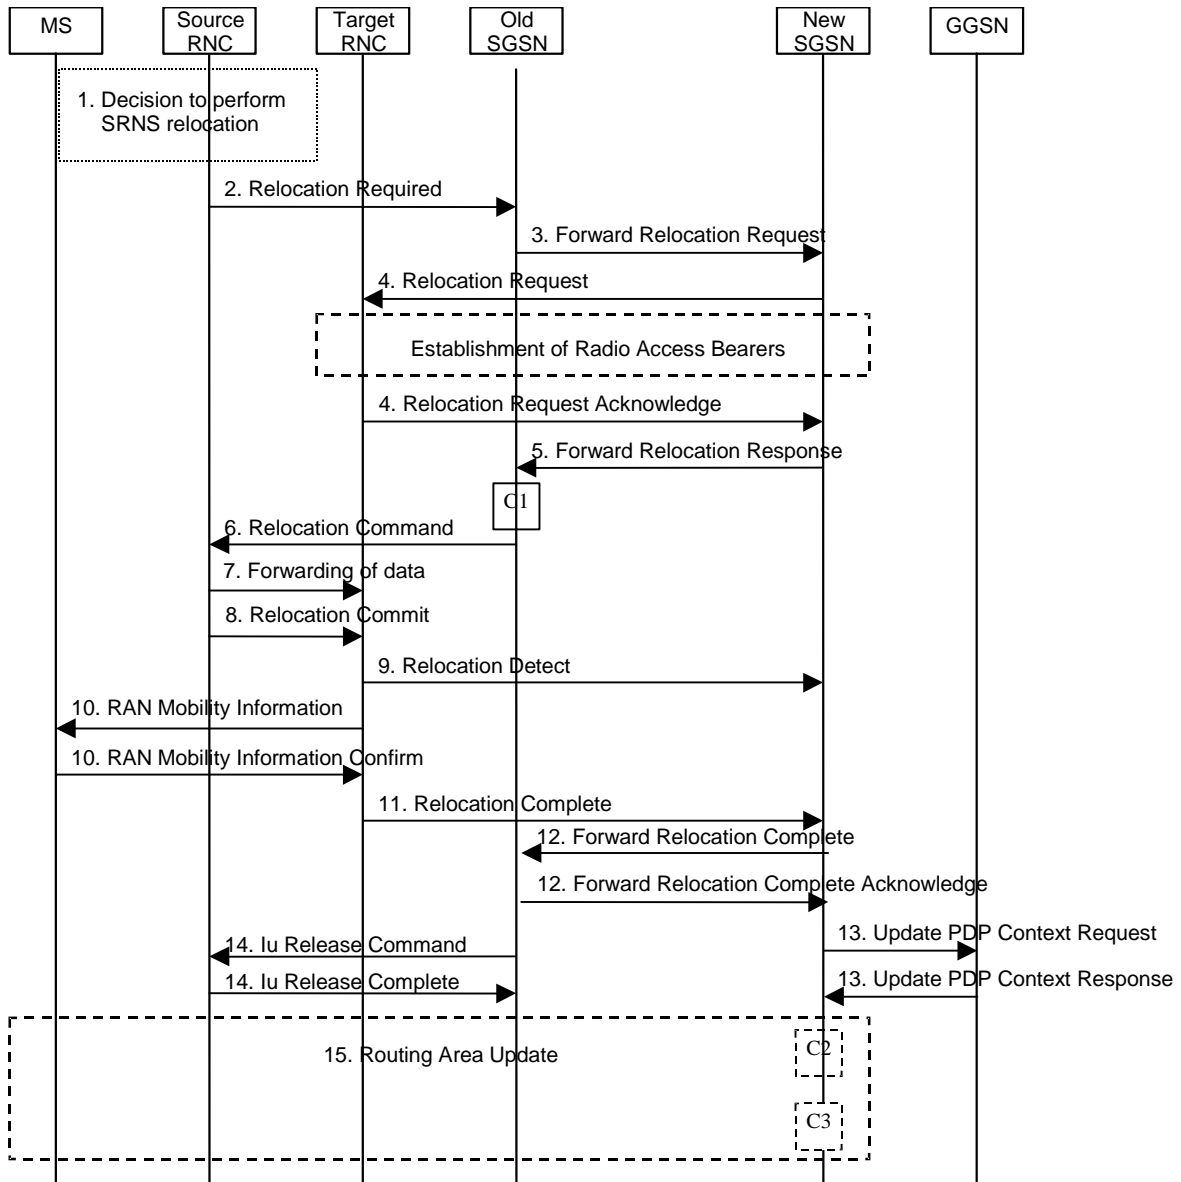 MS
Source
RNC
Target
RNC
Old
SGSN
New
SGSN
GGSN
1. Decision to perform
SRNS relocation
2. Relocation Required
3. Forward Relocation Request
4. Relocation Request
Establishment of Radio Access Bearers
4. Relocation Request Acknowledge
5. Forward Relocation Response
C1
6. Relocation Command
7. Forwarding of data
8. Relocation Commit
9. Relocation Detect
10. RAN Mobility Information
10. RAN Mobility Information Confirm
11. Relocation Complete
12. Forward Relocation Complete
12. Forward Relocation Complete Acknowledge
13. Update PDP Context Request
14. Iu Release Command
13. Update PDP Context Response
14. Iu Release Complete
15. Routing Area Update
C2
C3